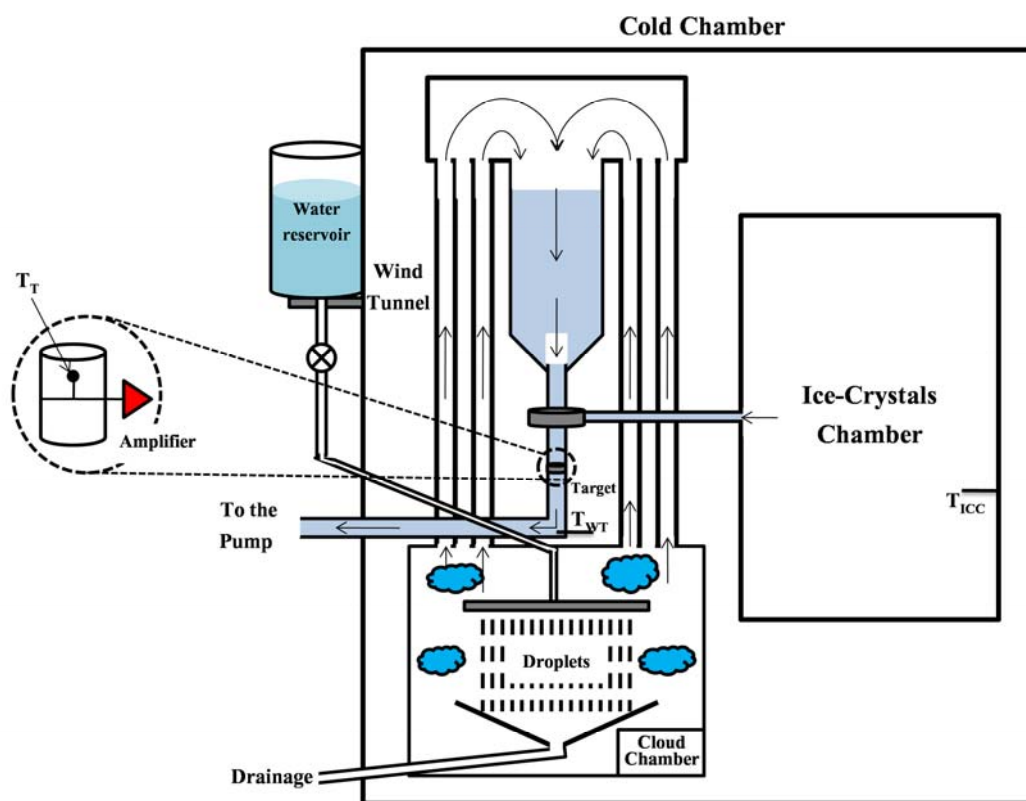 Cold Chamber
Water
reservoir
Wind
Tunnel
T_T
Amplifier
Ice-Crystals
Chamber
Target
T_WT
T_ICC
To the
Pump
Droplets
Cloud
Chamber
Drainage